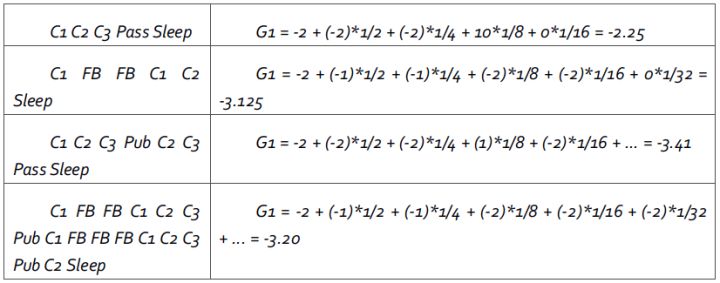 C1 C2 C3 Pass Sleep
G1 = -2 + (-2)*1/2 + (-2)*1/4 + 10*1/8 + 0*1/16 = -2.25
C1 FB FB C1 C2
Sleep
G1 = -2 + (-1)*1/2 + (-1)*1/4 + (-2)*1/8 + (-2)*1/16 + 0*1/32 =
-3.125
C1 C2 C3 Pub C2 C3
Pass Sleep
G1 = -2 + (-2)*1/2 + (-2)*1/4 + (1)*1/8 + (-2)*1/16 + ... = -3.41
C1 FB FB C1 C2 C3
Pub C1 FB FB FB C1 C2 C3
Pub C2 Sleep
G1 = -2 + (-1)*1/2 + (-1)*1/4 + (-2)*1/8 + (-2)*1/16 + (-2)*1/32
+ ... = -3.20